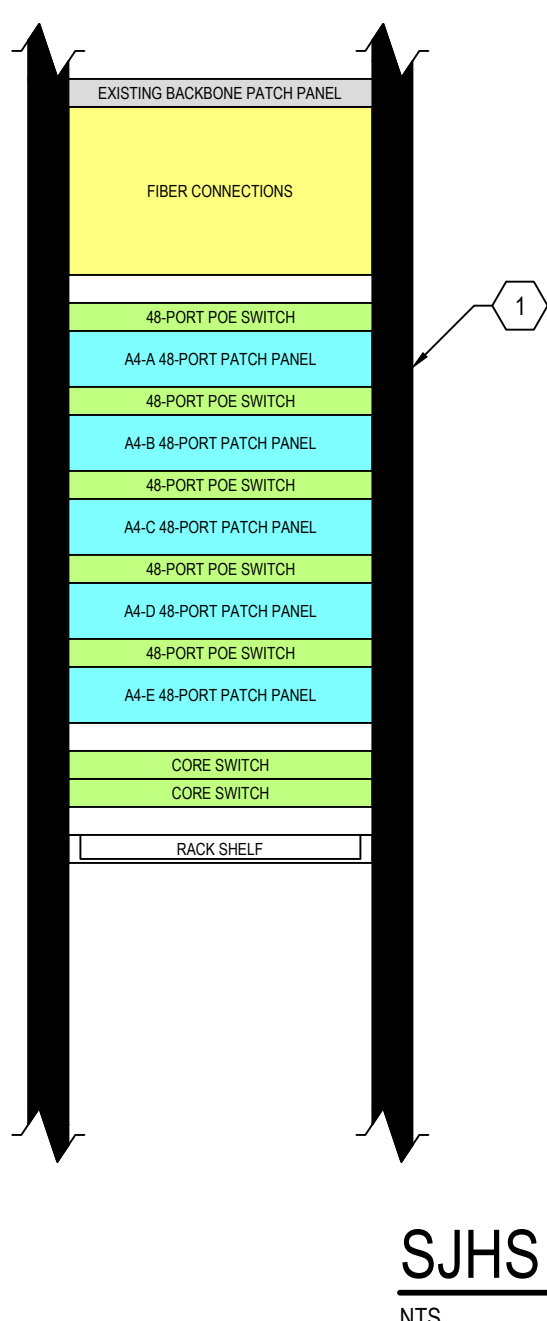 EXISTING BACKBONE PATCH PANEL
FIBER CONNECTIONS
1
48-PORT POE SWITCH
A4-A 48-PORT PATCH PANEL
48-PORT POE SWITCH
A4-B 48-PORT PATCH PANEL
48-PORT POE SWITCH
A4-C 48-PORT PATCH PANEL
48-PORT POE SWITCH
A4-D 48-PORT PATCH PANEL
48-PORT POE SWITCH
A4-E 48-PORT PATCH PANEL
CORE SWITCH
CORE SWITCH
RACK SHELF
SJHS
NTS